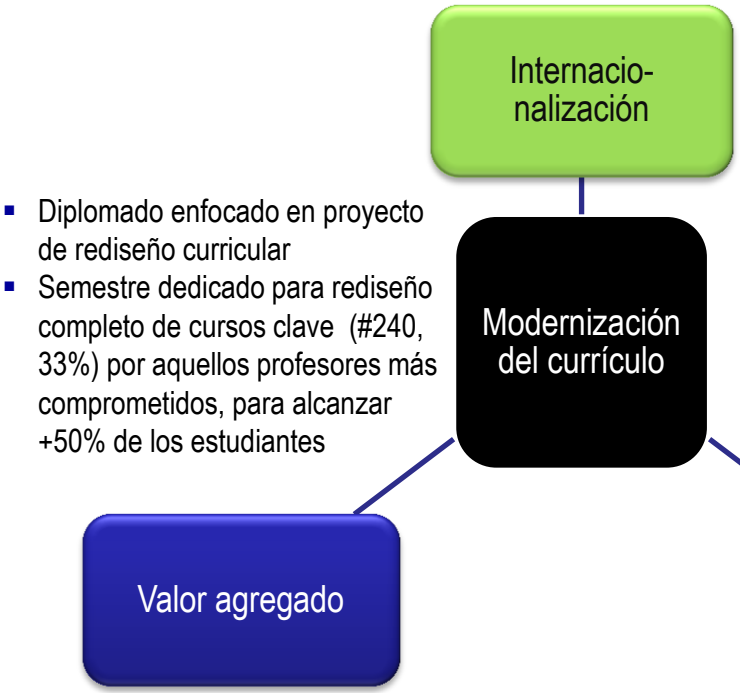 Internacio-
nalización
▪ Diplomado enfocado en proyecto
de rediseño curricular
▪ Semestre dedicado para rediseño
completo de cursos clave (#240,
33%) por aquellos profesores más
comprometidos, para alcanzar
+50% de los estudiantes
Modernización
del currículo
Valor agregado